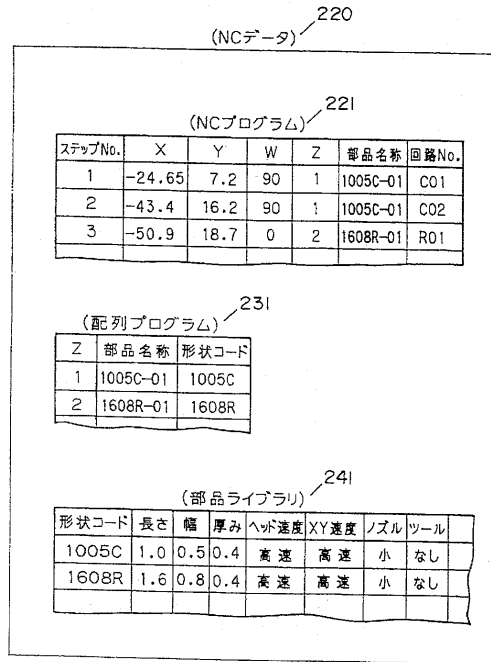 220
(NCデータ)
221
(NCプログラム)
ステップNo. X Y W Z 部品名称 回路No.
1 -24.65 7.2 90 1 1005C-01 C01
2 -43.4 16.2 90 1 1005C-01 C02
3 -50.9 18.7 0 2 1608R-01 R01
231
(配列プログラム)
Z 部品名称 形状コード
1 1005C-01 1005C
2 1608R-01 1608R
241
(部品ライブラリ)
形状コード 長さ 幅 厚み ヘッド速度 XY速度 ノズル ツール
1005C 1.0 0.5 0.4 高速 高速 小 なし
1608R 1.6 0.8 0.4 高速 高速 小 なし